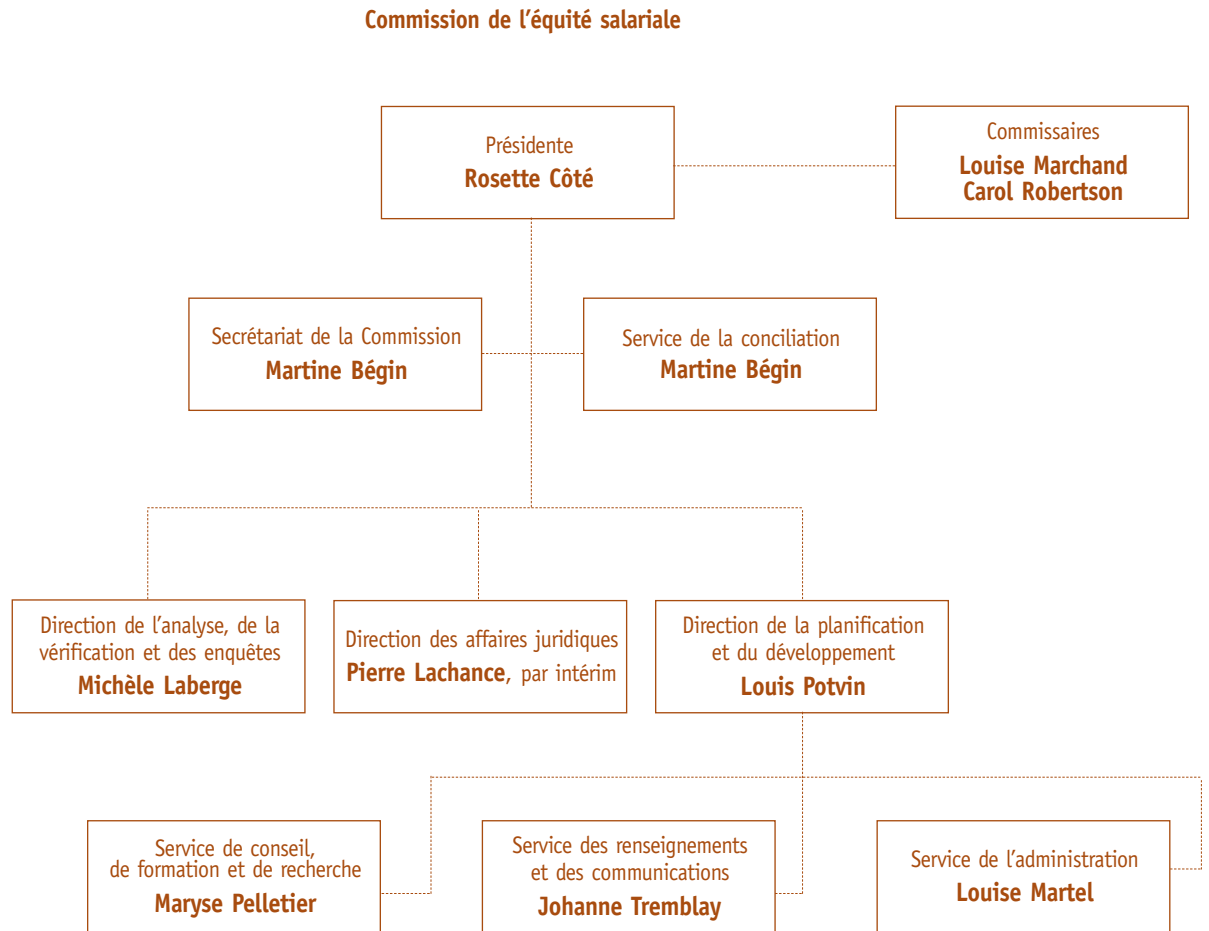 Commission de l’équité salariale
Présidente
Rosette Côté
Commissaires
Louise Marchand
Carol Robertson
Secrétariat de la Commission
Martine Bégin
Service de la conciliation
Martine Bégin
Direction de l’analyse, de la
vérification et des enquêtes
Michèle Laberge
Direction des affaires juridiques
Pierre Lachance, par intérim
Direction de la planification
et du développement
Louis Potvin
Service de conseil,
de formation et de recherche
Maryse Pelletier
Service des renseignements
et des communications
Johanne Tremblay
Service de l’administration
Louise Martel